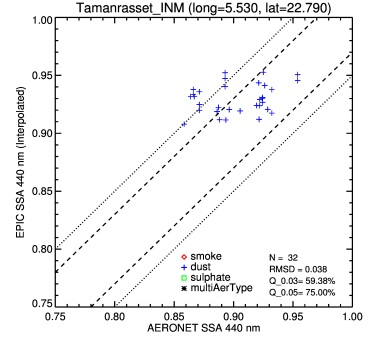 Tamanrasset_INM (long=5.530, lat=22.790)
1.00
0.95
0.90
0.85
0.80
0.75
EPIC SSA 440 nm (Interpolated)
smoke
dust
sulphate
multiAerType
N = 32
RMSD = 0.038
Q_0.03= 59.38%
Q_0.05= 75.00%
0.75 0.80 0.85 0.90 0.95 1.00
AERONET SSA 440 nm